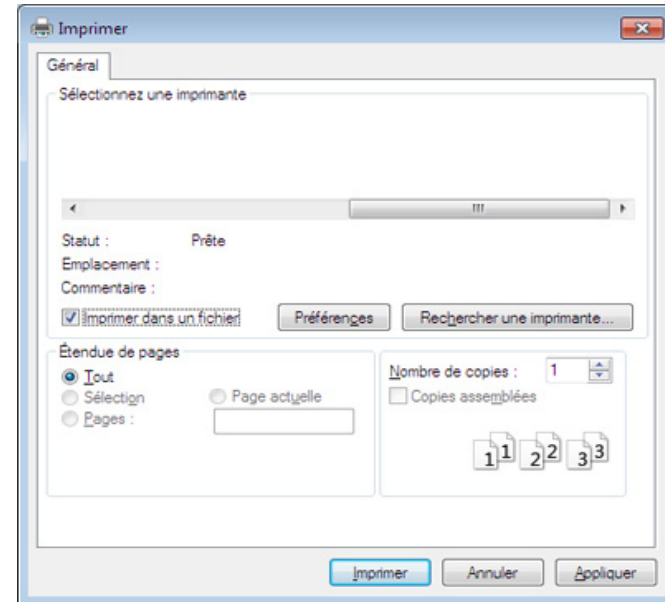 Imprimer
Général
Sélectionnez une imprimante
Statut : Prête
Emplacement :
Commentaire :
Imprimer dans un fichier Préférences Rechercher une imprimante...
Étendue de pages
Tout
Sélection Page actuelle
Pages :
Nombre de copies : 1
Copies assemblées
1 1 2 2 3 3
Imprimer Annuler Appliquer